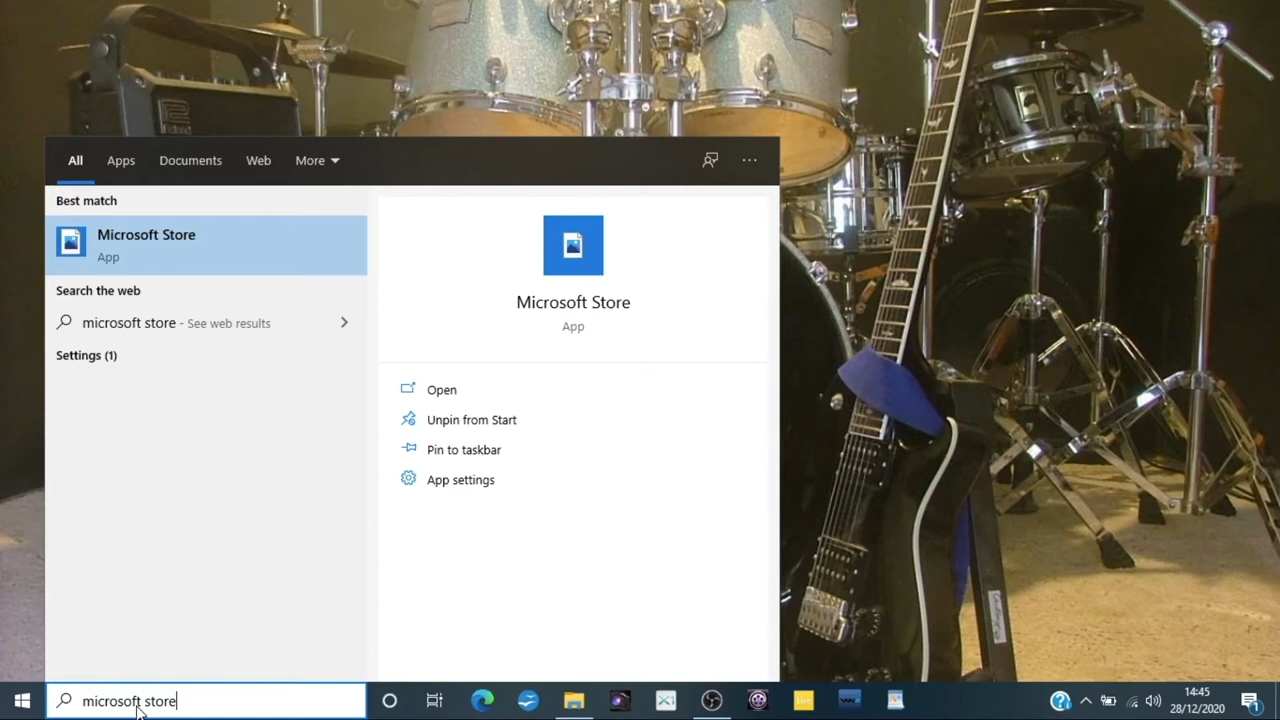 All Apps Documents Web More
Best match
Microsoft Store
App
Search the web
microsoft store - See web results
Settings (1)
Microsoft Store
App
Open
Unpin from Start
Pin to taskbar
App settings
microsoft store
14:45
28/12/2020
1